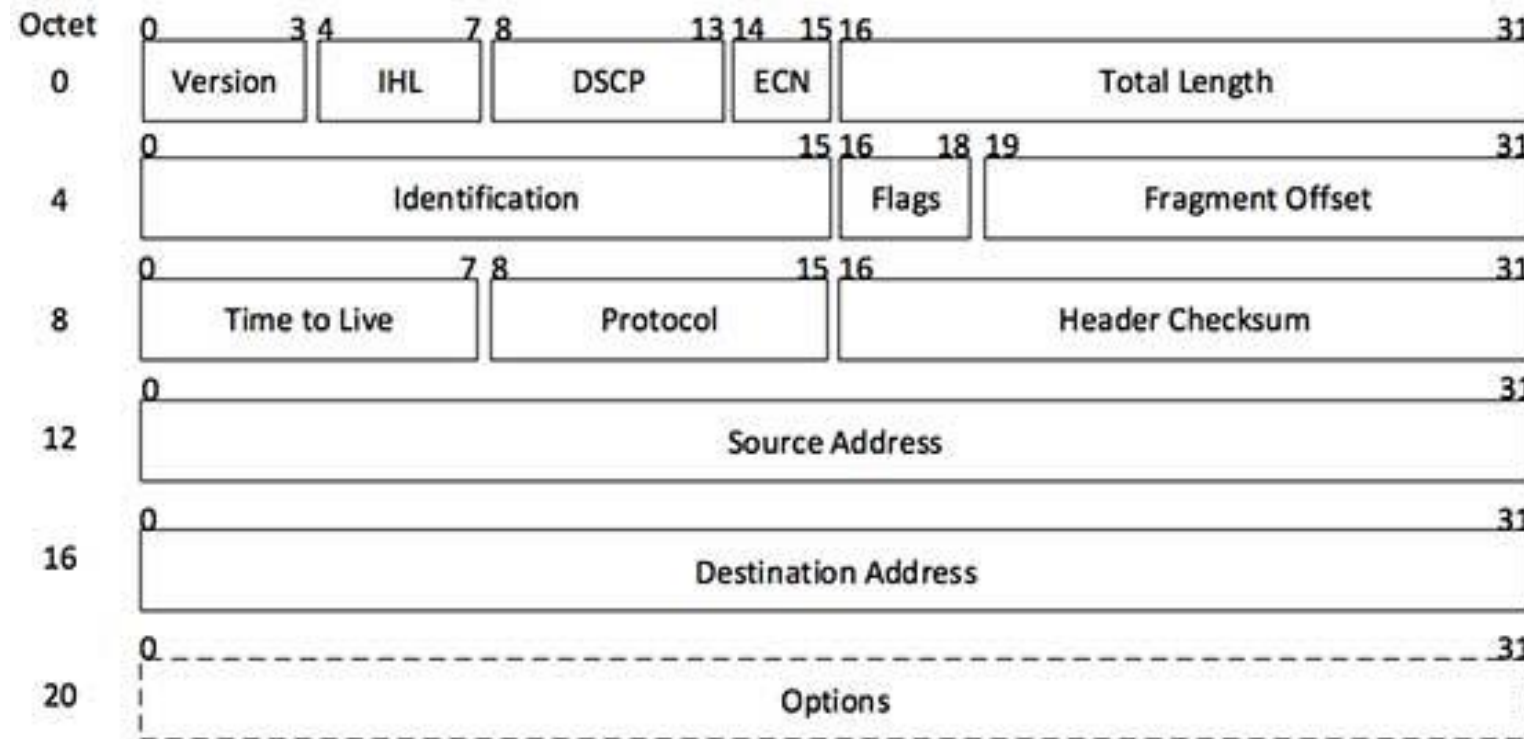 Octet 0 3 4 7 8 13 14 15 16 31
0 Version IHL DSCP ECN Total Length
0 15 16 18 19 31
4 Identification Flags Fragment Offset
0 7 8 15 16 31
8 Time to Live Protocol Header Checksum
0 31
12 Source Address
0 31
16 Destination Address
0 31
20 Options